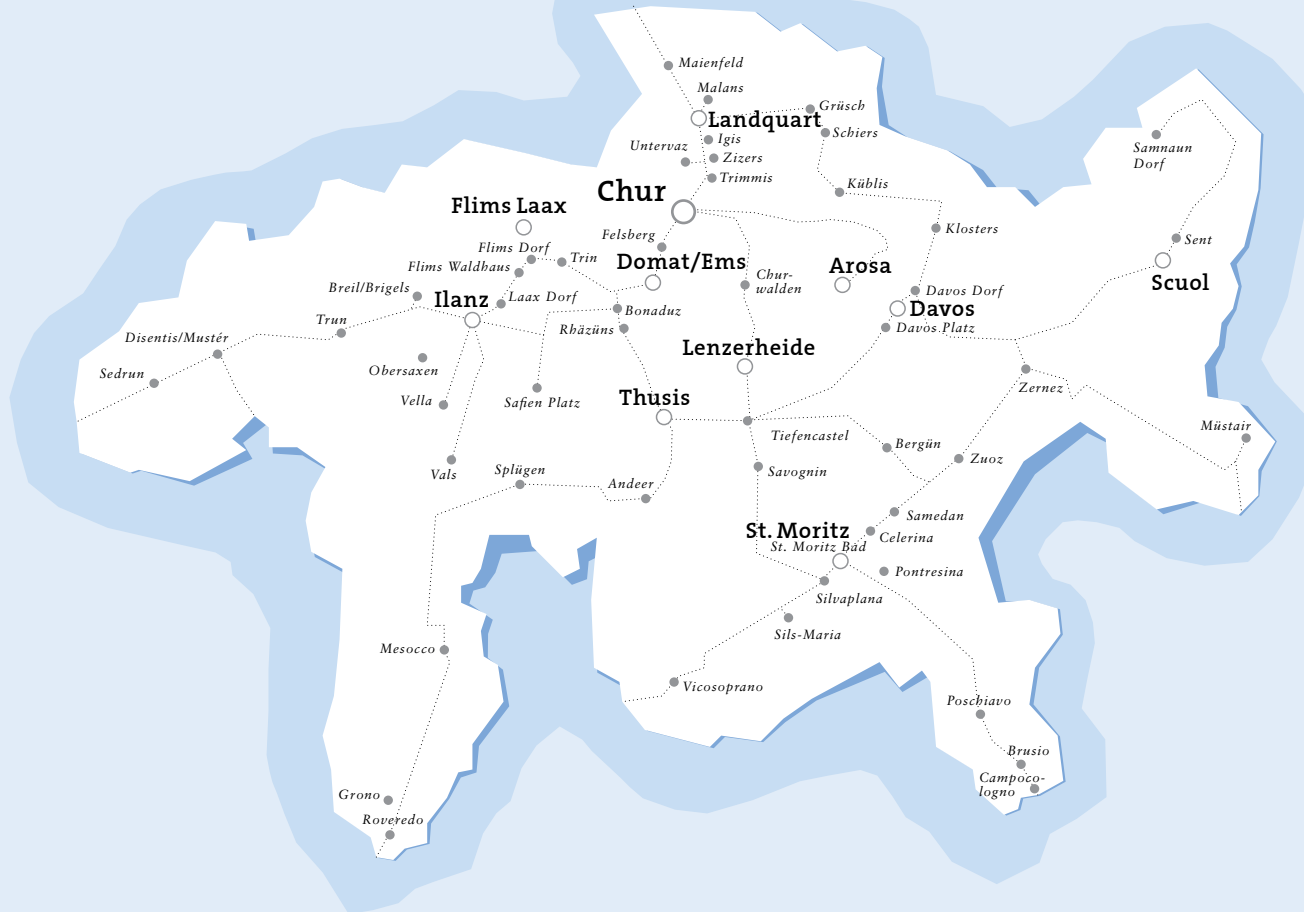 Maienfeld
Malans
Grüsch
Landquart
Schiers
Igis
Untervaz
Samnaun
Dorf
Zizers
Trimmis
Küblis
Chur
Flims Laax
Klosters
Felsberg
Sent
Flims Dorf
Trin
Domat/Ems
Arosa
Flims Waldhaus
Chur-
walden
Scuol
Breil/Brigels
Davos Dorf
Ilanz
Laax Dorf
Davos
Bonaduz
Trun
Rhäzüns
Davos Platz
Disentis/Mustér
Lenzerheide
Sedrun
Obersaxen
Zernez
Vella
Safien Platz
Thusis
Müstair
Tiefencastel
Bergün
Zuoz
Vals
Splügen
Savognin
Andeer
Samedan
St. Moritz
Celerina
St. Moritz Bad
Pontresina
Silvaplana
Sils-Maria
Mesocco
Vicosoprano
Poschiavo
Brusio
Campoco-
logno
Grono
Roveredo